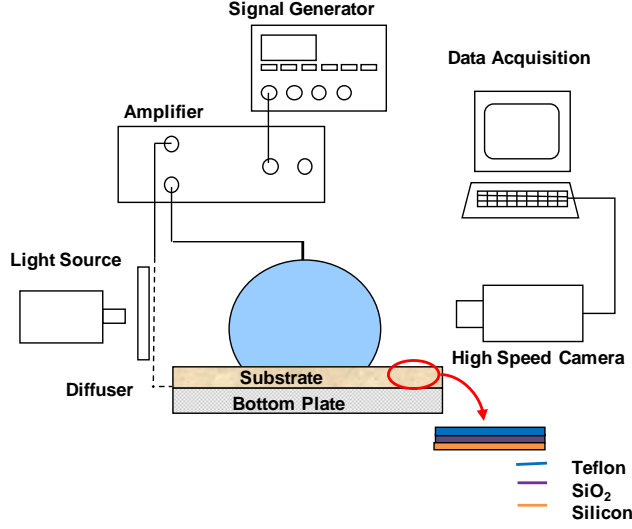 Signal Generator
Data Acquisition
Amplifier
Light Source
High Speed Camera
Diffuser
Substrate
Bottom Plate
Teflon
SiO₂
Silicon